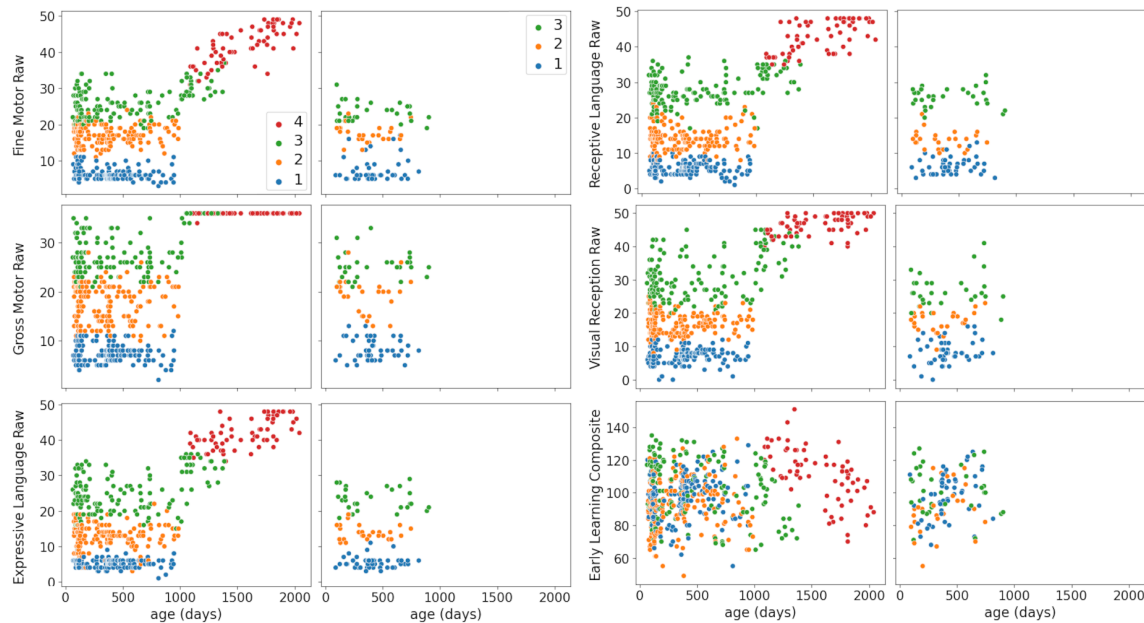 Fine Motor Raw
50
40
30
20
10
4
3
2
1
3
2
1
Gross Motor Raw
30
20
10
Expressive Language Raw
50
40
30
20
10
0
0 500 1000 1500 2000
age (days)
0 500 1000 1500 2000
age (days)
Receptive Language Raw
50
40
30
20
10
0
Visual Reception Raw
50
40
30
20
10
0
Early Learning Composite
140
120
100
80
60
0 500 1000 1500 2000
age (days)
0 500 1000 1500 2000
age (days)